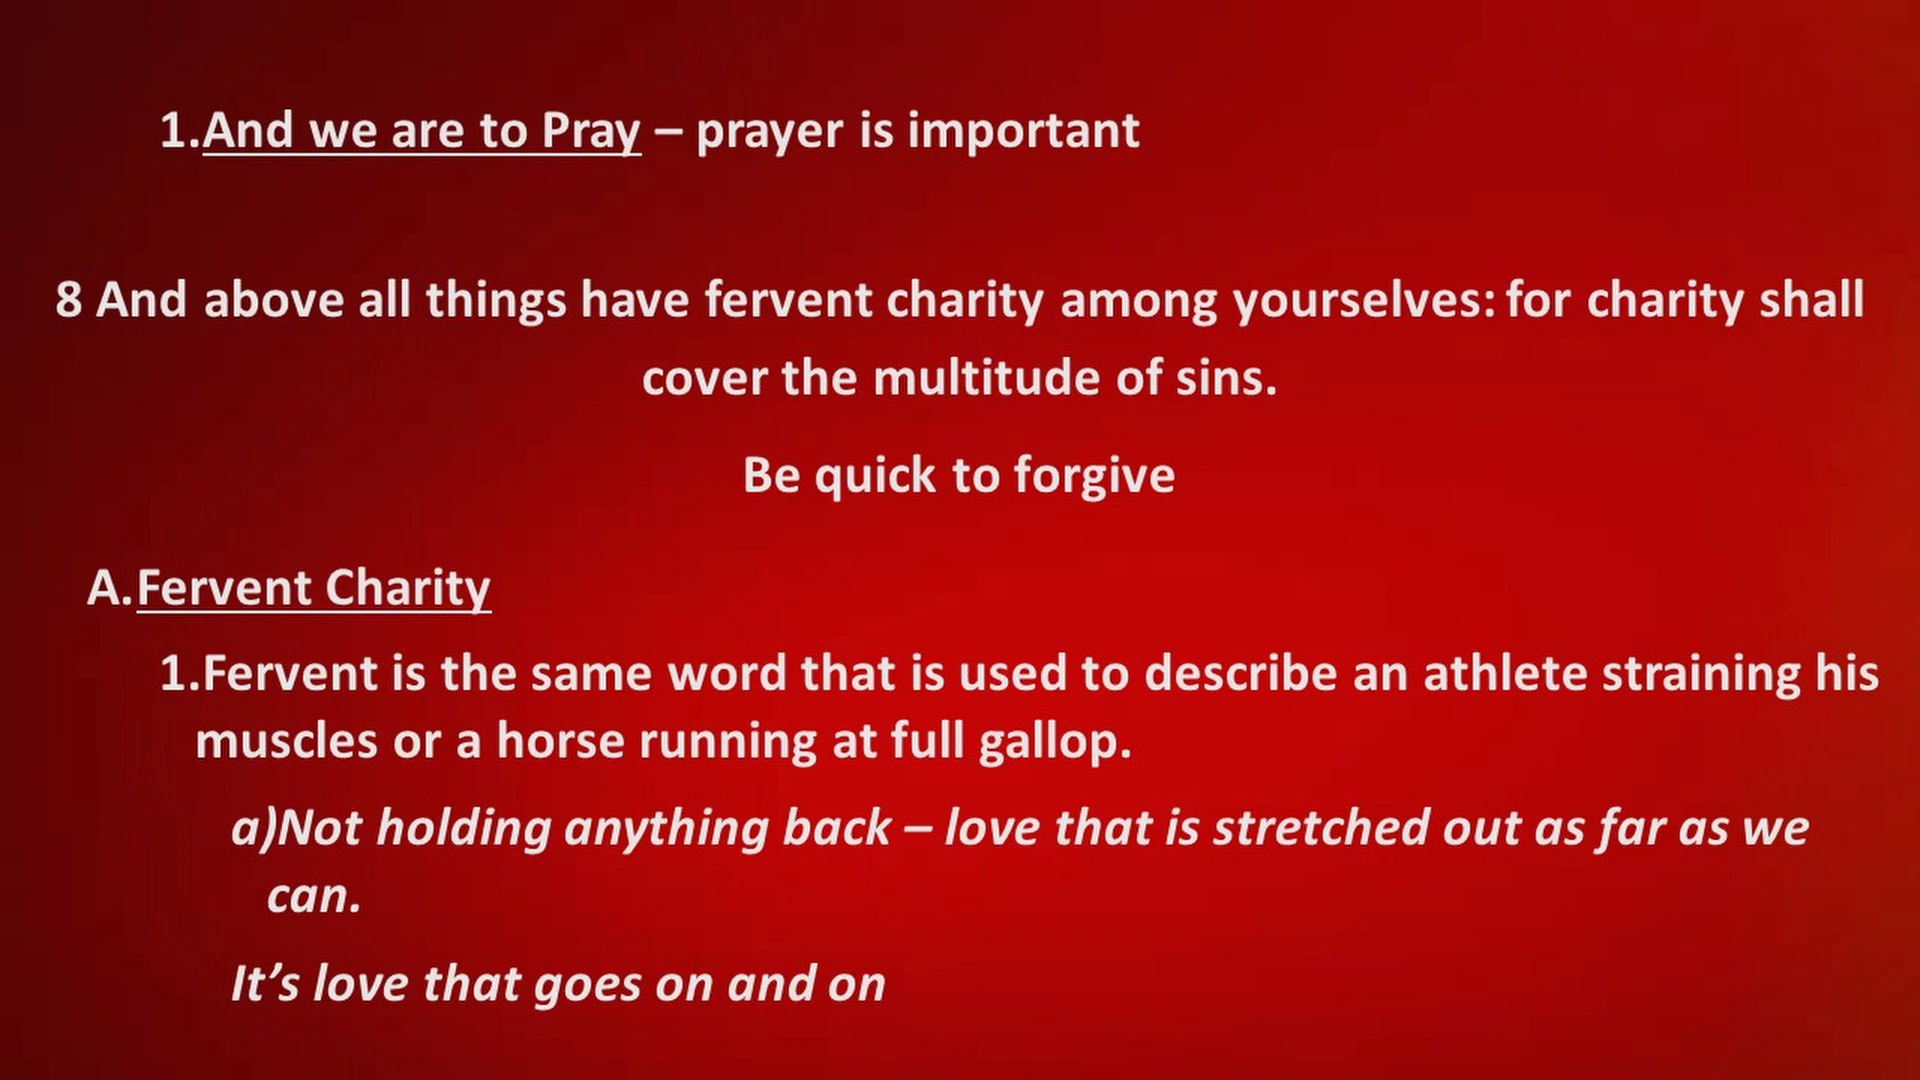 1.And we are to Pray – prayer is important
8 And above all things have fervent charity among yourselves: for charity shall
cover the multitude of sins.
Be quick to forgive
A.Fervent Charity
1.Fervent is the same word that is used to describe an athlete straining his
muscles or a horse running at full gallop.
a)Not holding anything back – love that is stretched out as far as we
can.
It’s love that goes on and on